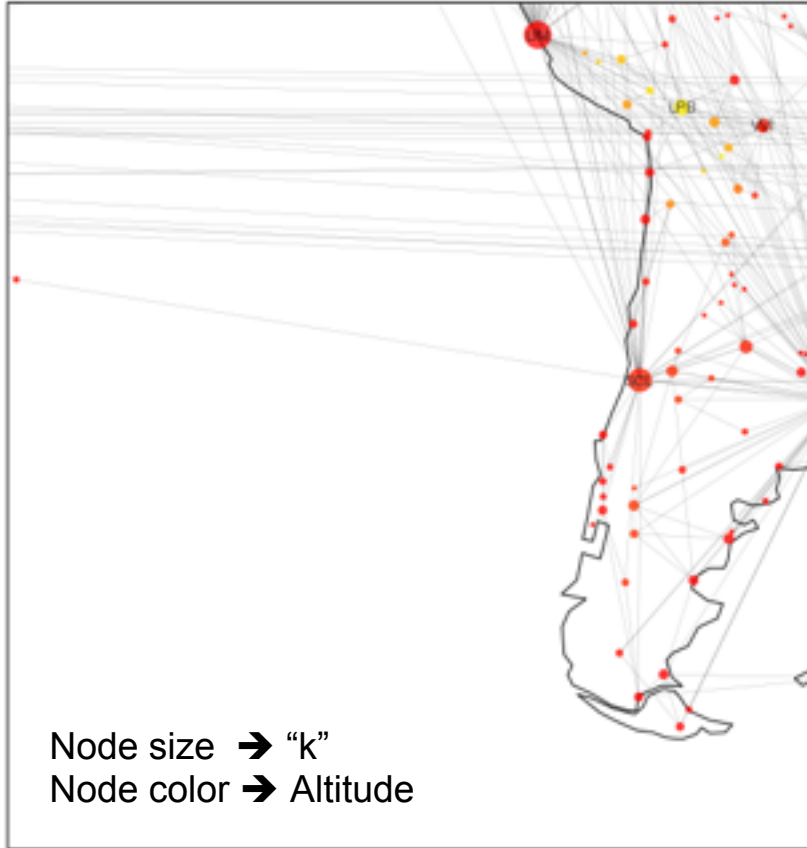 LPB
Node size ➔ “k”
Node color ➔ Altitude